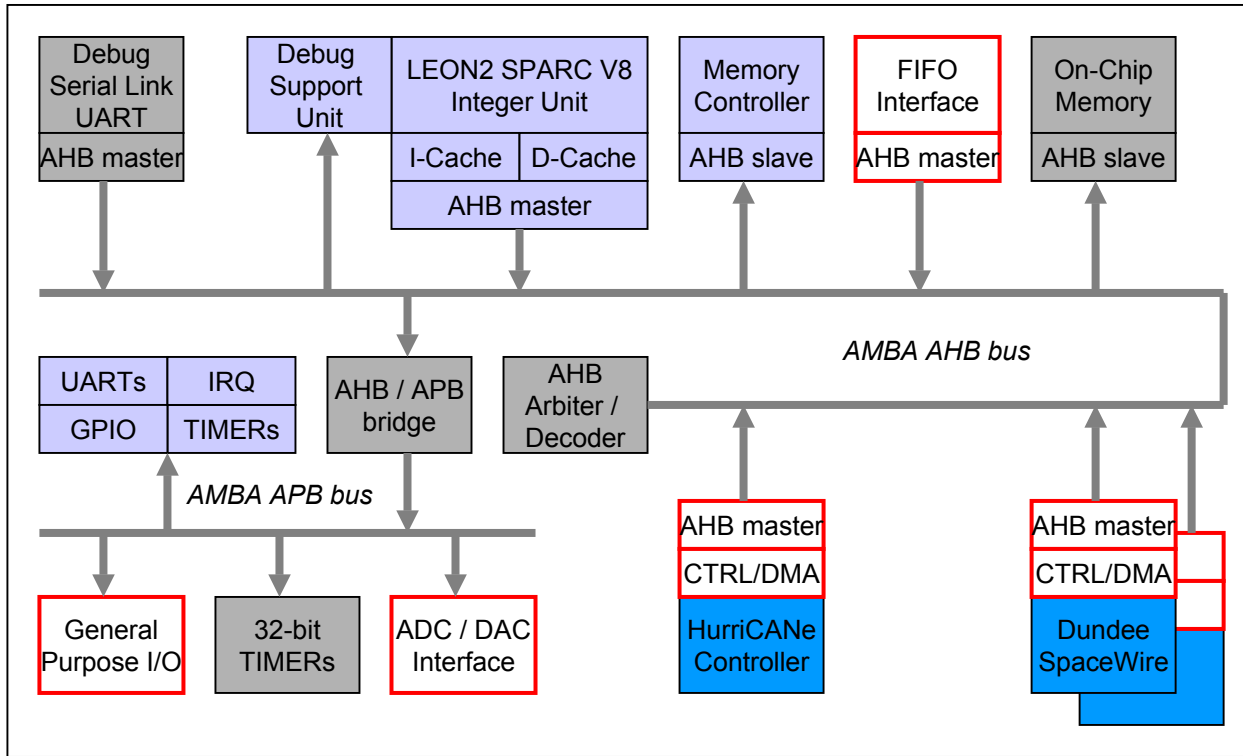 Debug
Serial Link
UART
AHB master
Debug
Support
Unit
LEON2 SPARC V8
Integer Unit
I-Cache
D-Cache
AHB master
Memory
Controller
AHB slave
FIFO
Interface
AHB master
On-Chip
Memory
AHB slave
AMBA AHB bus
UARTs
IRQ
GPIO
TIMERs
AHB / APB
bridge
AHB
Arbiter /
Decoder
AMBA APB bus
General
Purpose I/O
32-bit
TIMERs
ADC / DAC
Interface
AHB master
CTRL/DMA
HurriCANe
Controller
AHB master
CTRL/DMA
Dundee
SpaceWire